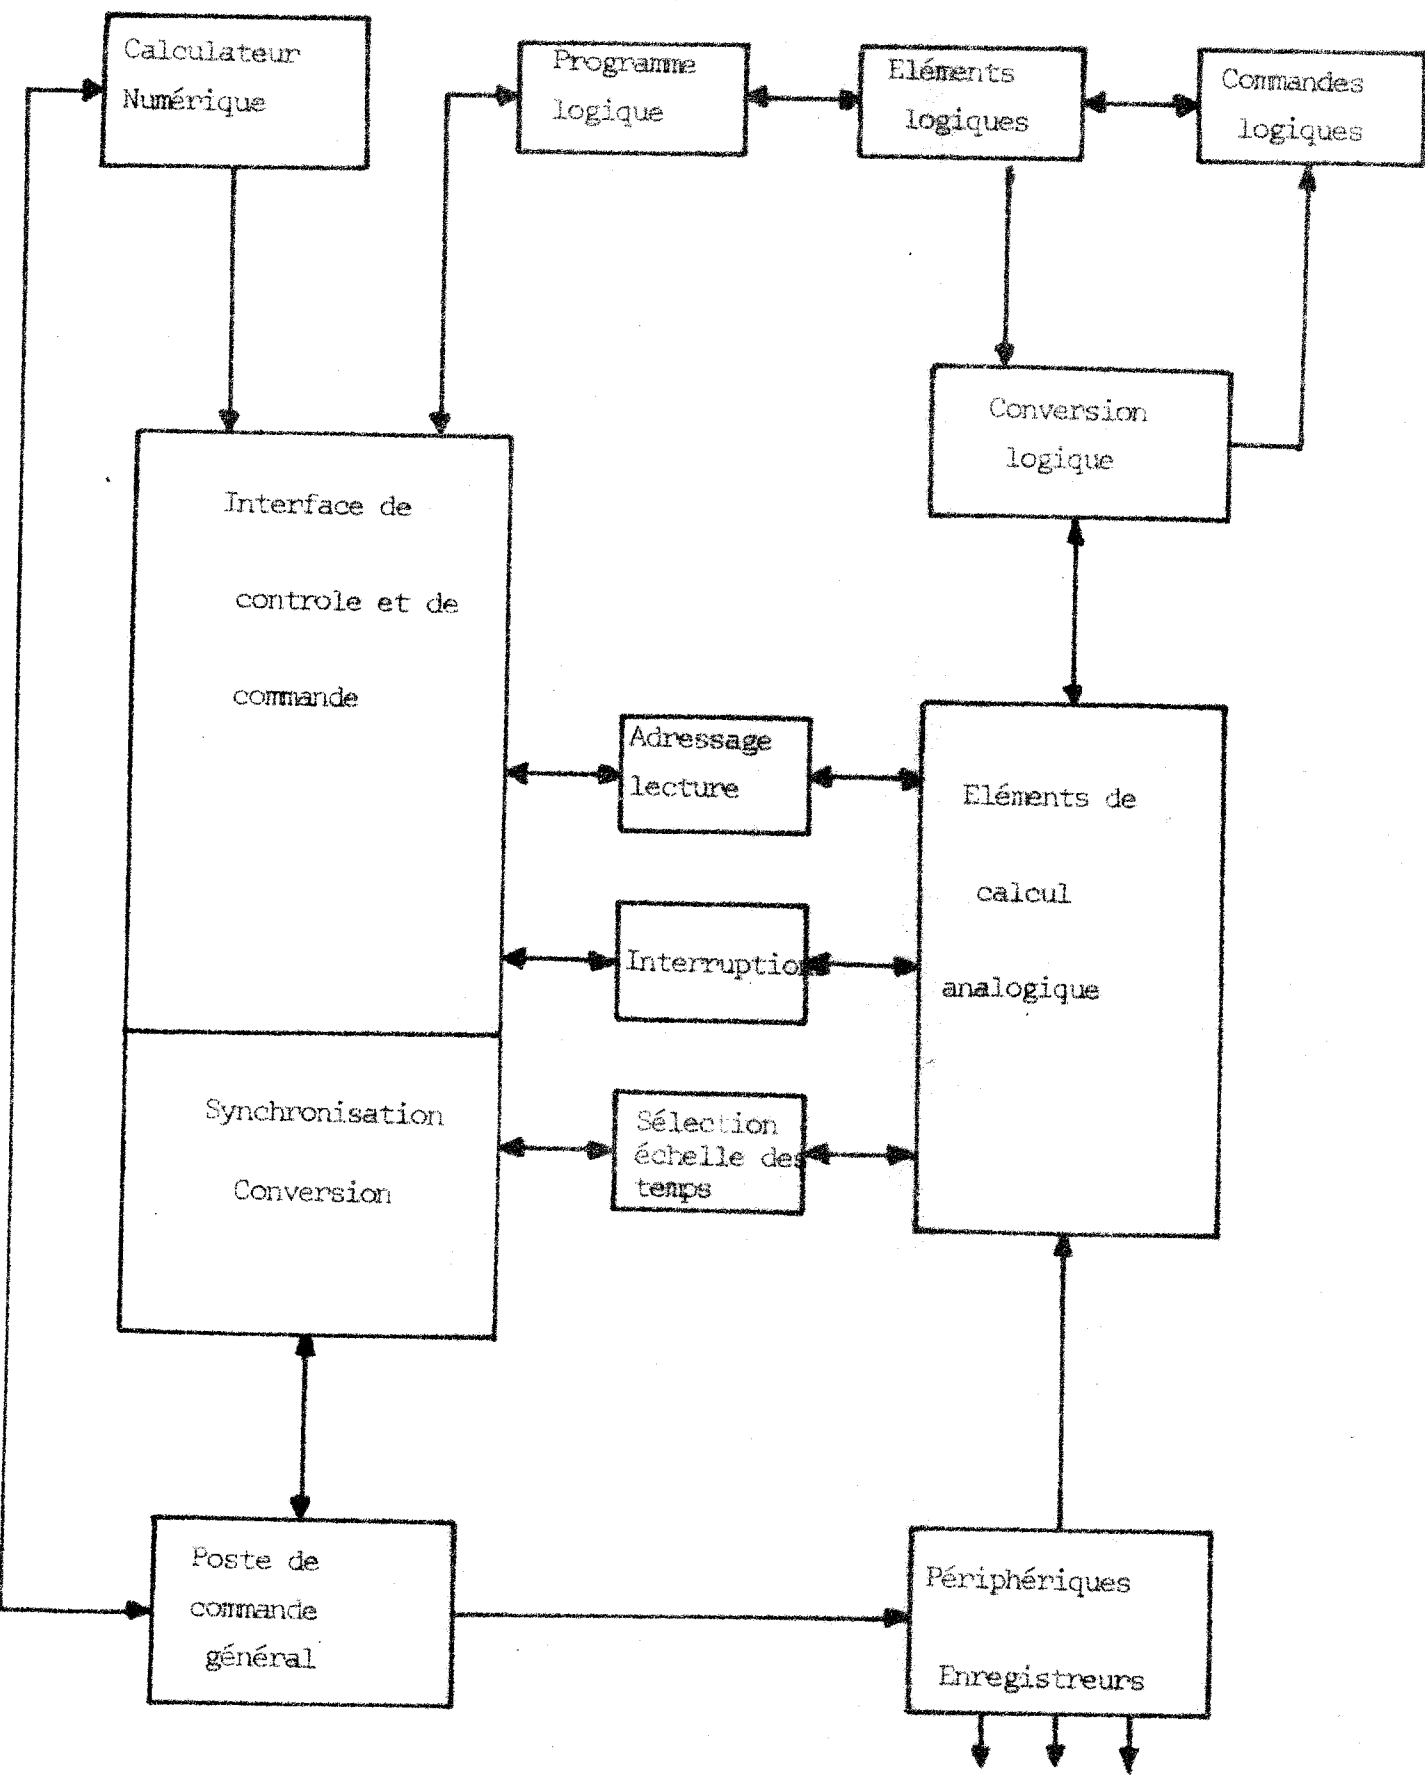 Calculateur
Numérique
Programme
logique
Eléments
logiques
Commandes
logiques
Conversion
logique
Interface de
controle et de
commande
Adressage
lecture
Eléments de
calcul
analogique
Interruption
Synchronisation
Conversion
Sélection
échelle des
temps
Poste de
commande
général
Périphériques
Enregistreurs